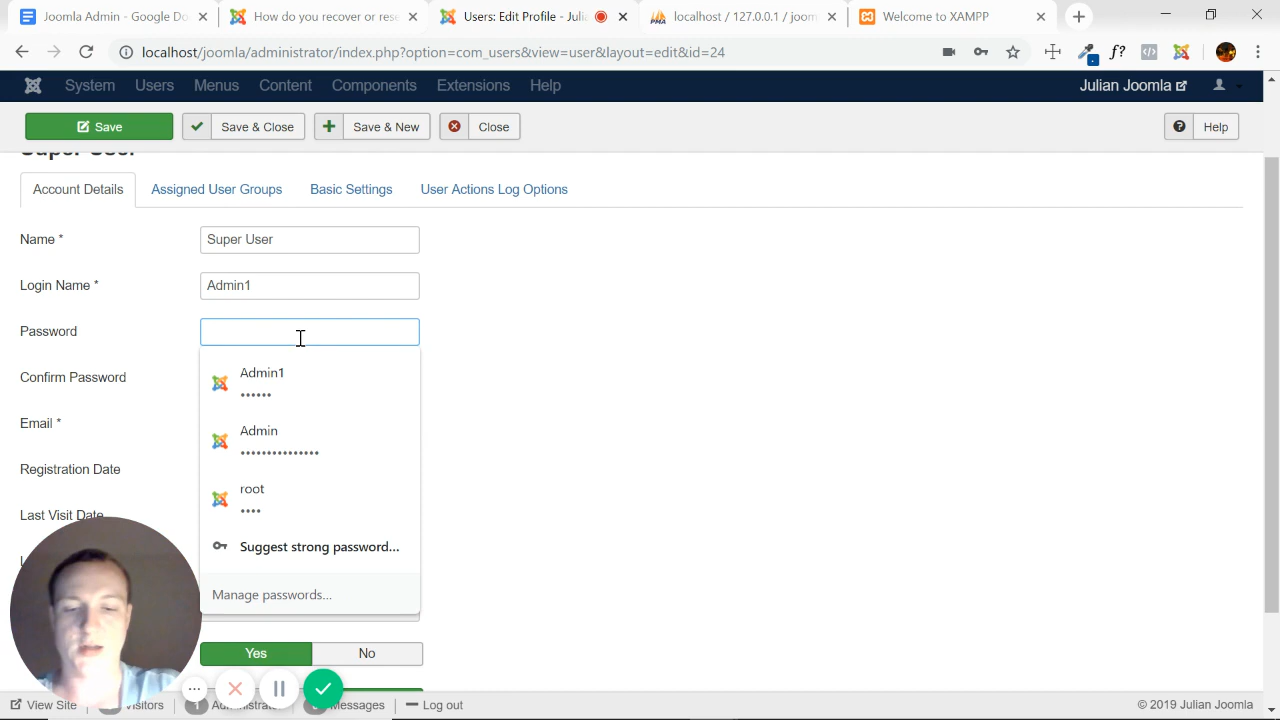 Joomla Admin - Google D
How do you recover or rese
Users: Edit Profile - Julia
localhost / 127.0.0.1 / joom
Welcome to XAMPP
localhost/joomla/administrator/index.php?option=com_users&view=user&layout=edit&id=24
f?
System Users Menus Content Components Extensions Help
Julian Joomla
Save
Save & Close
Save & New
Close
Help
Super User
Account Details
Assigned User Groups
Basic Settings
User Actions Log Options
Name *
Super User
Login Name *
Admin1
Password
Admin1
Confirm Password
Email *
Admin
Registration Date
root
Last Visit Date
Suggest strong password...
Manage passwords...
Yes
No
View Site
Messages
Log out
© 2019 Julian Joomla